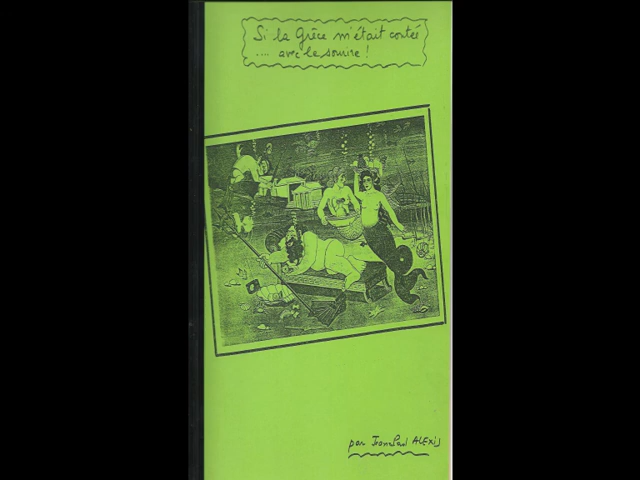 Si la Grèce m'était contée
.... avec le sourire !
par Jean Paul ALEXIS